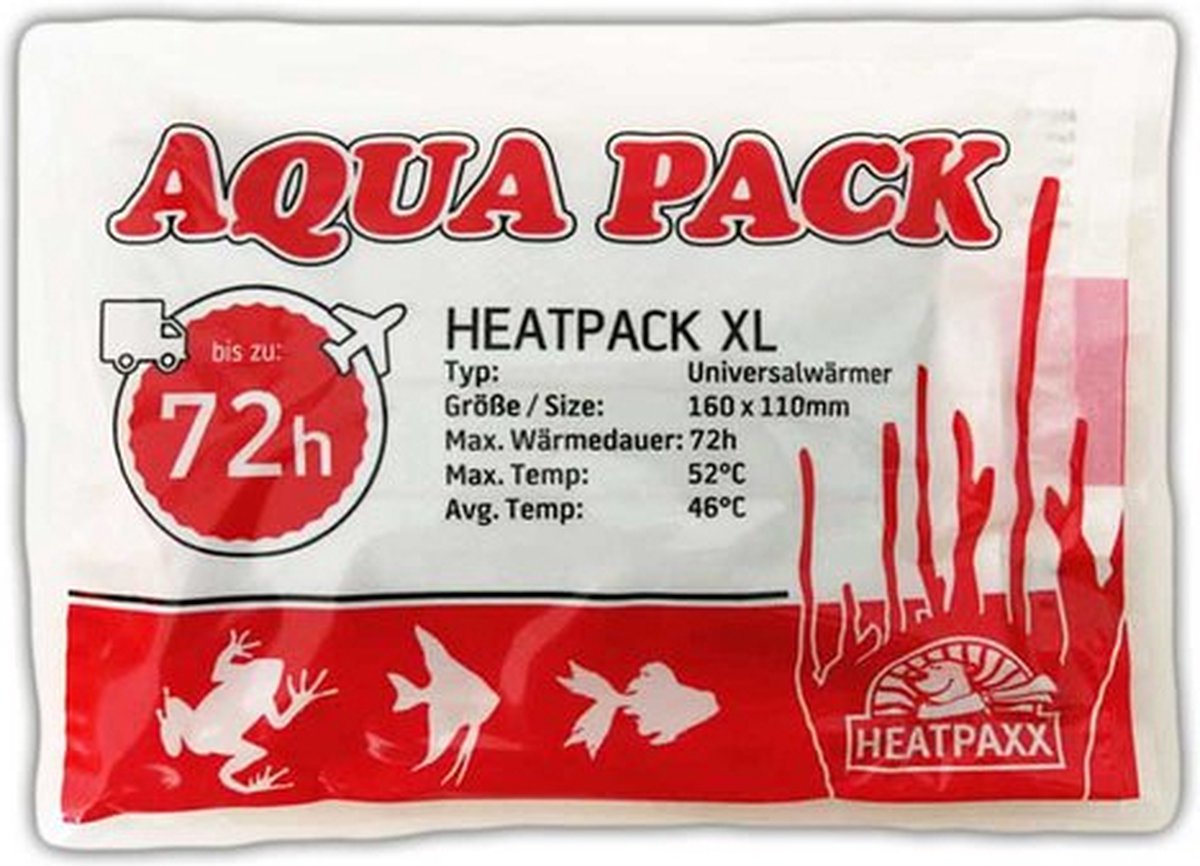 AQUA PACK
bis zu:
72h
HEATPACK XL
Typ: Universalwärmer
Größe / Size: 160 x 110mm
Max. Wärmedauer: 72h
Max. Temp: 52°C
Avg. Temp: 46°C
HEATPAXX